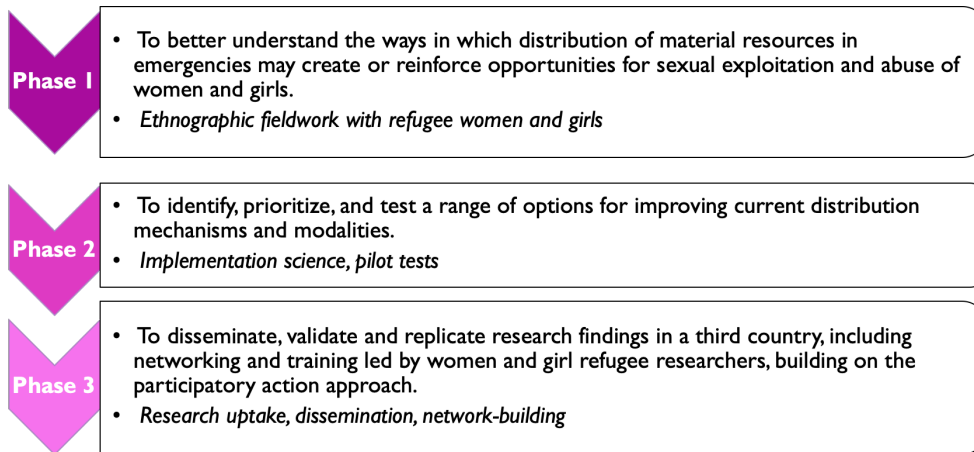 Phase 1
• To better understand the ways in which distribution of material resources in
emergencies may create or reinforce opportunities for sexual exploitation and abuse of
women and girls.
• Ethnographic fieldwork with refugee women and girls
Phase 2
• To identify, prioritize, and test a range of options for improving current distribution
mechanisms and modalities.
• Implementation science, pilot tests
Phase 3
• To disseminate, validate and replicate research findings in a third country, including
networking and training led by women and girl refugee researchers, building on the
participatory action approach.
• Research uptake, dissemination, network-building